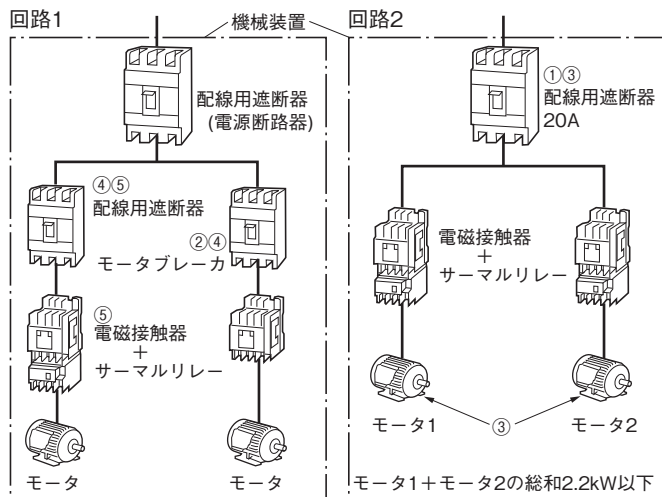 回路1
機械装置
回路2
配線用遮断器
(電源断路器)
④⑤
配線用遮断器
②④
モータブレーカ
⑤
電磁接触器
+
サーマルリレー
モータ
モータ
①③
配線用遮断器
20A
電磁接触器
+
サーマルリレー
モータ1
③
モータ2
モータ1+モータ2の総和2.2kW以下